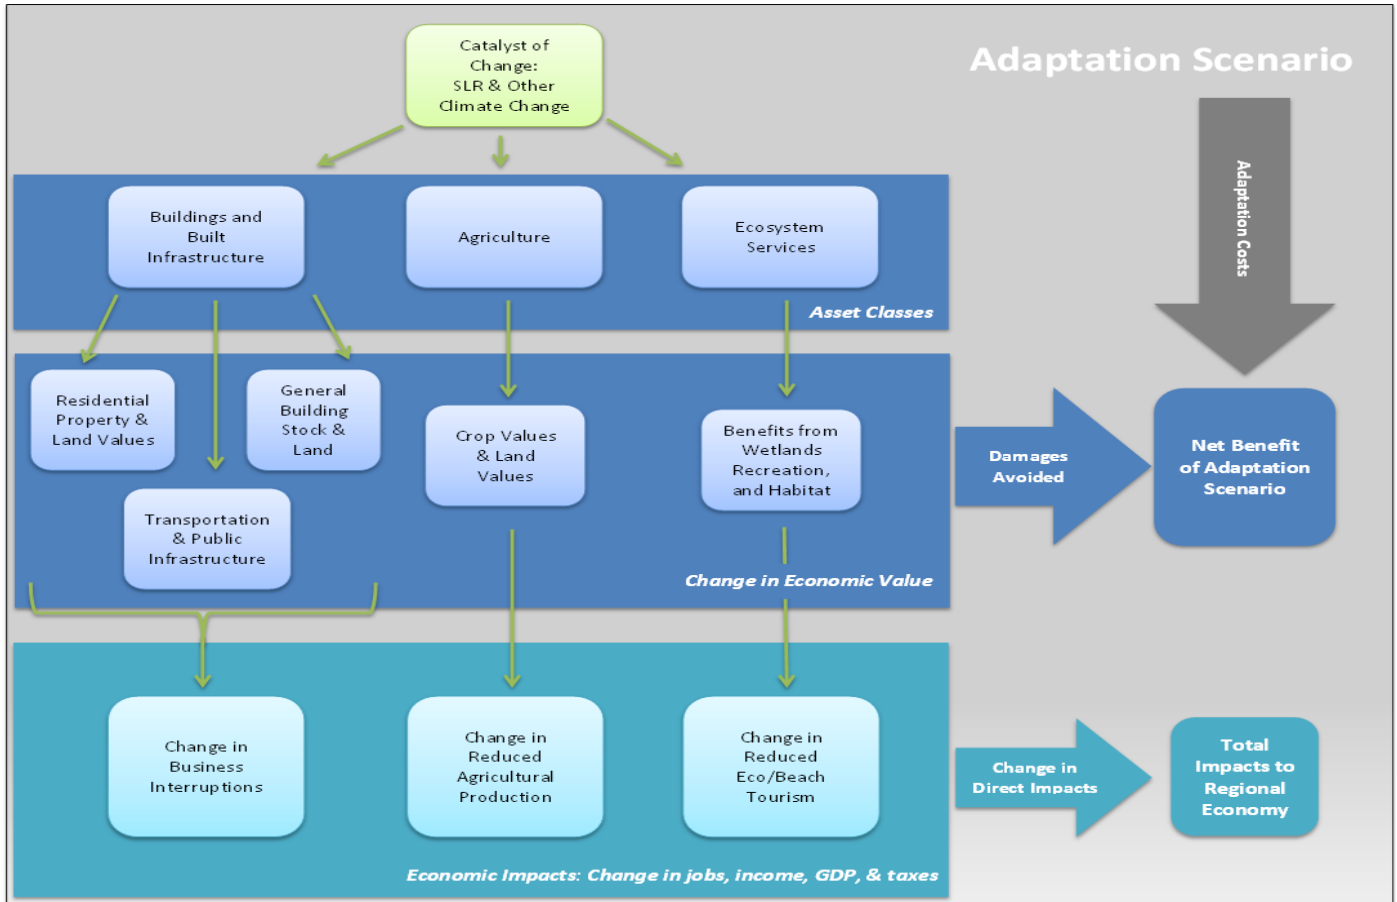 Adaptation Scenario
Catalyst of
Change:
SLR & Other
Climate Change
Adaptation Costs
Buildings and
Built
Infrastructure
Agriculture
Ecosystem
Services
Asset Classes
Residential
Property &
Land Values
General
Building
Stock &
Land
Transportation
& Public
Infrastructure
Crop Values
& Land
Values
Benefits from
Wetlands
Recreation,
and Habitat
Change in Economic Value
Damages
Avoided
Net Benefit
of Adaptation
Scenario
Change in
Business
Interruptions
Change in
Reduced
Agricultural
Production
Change in
Reduced
Eco/Beach
Tourism
Economic Impacts: Change in jobs, income, GDP, & taxes
Change in
Direct Impacts
Total
Impacts to
Regional
Economy